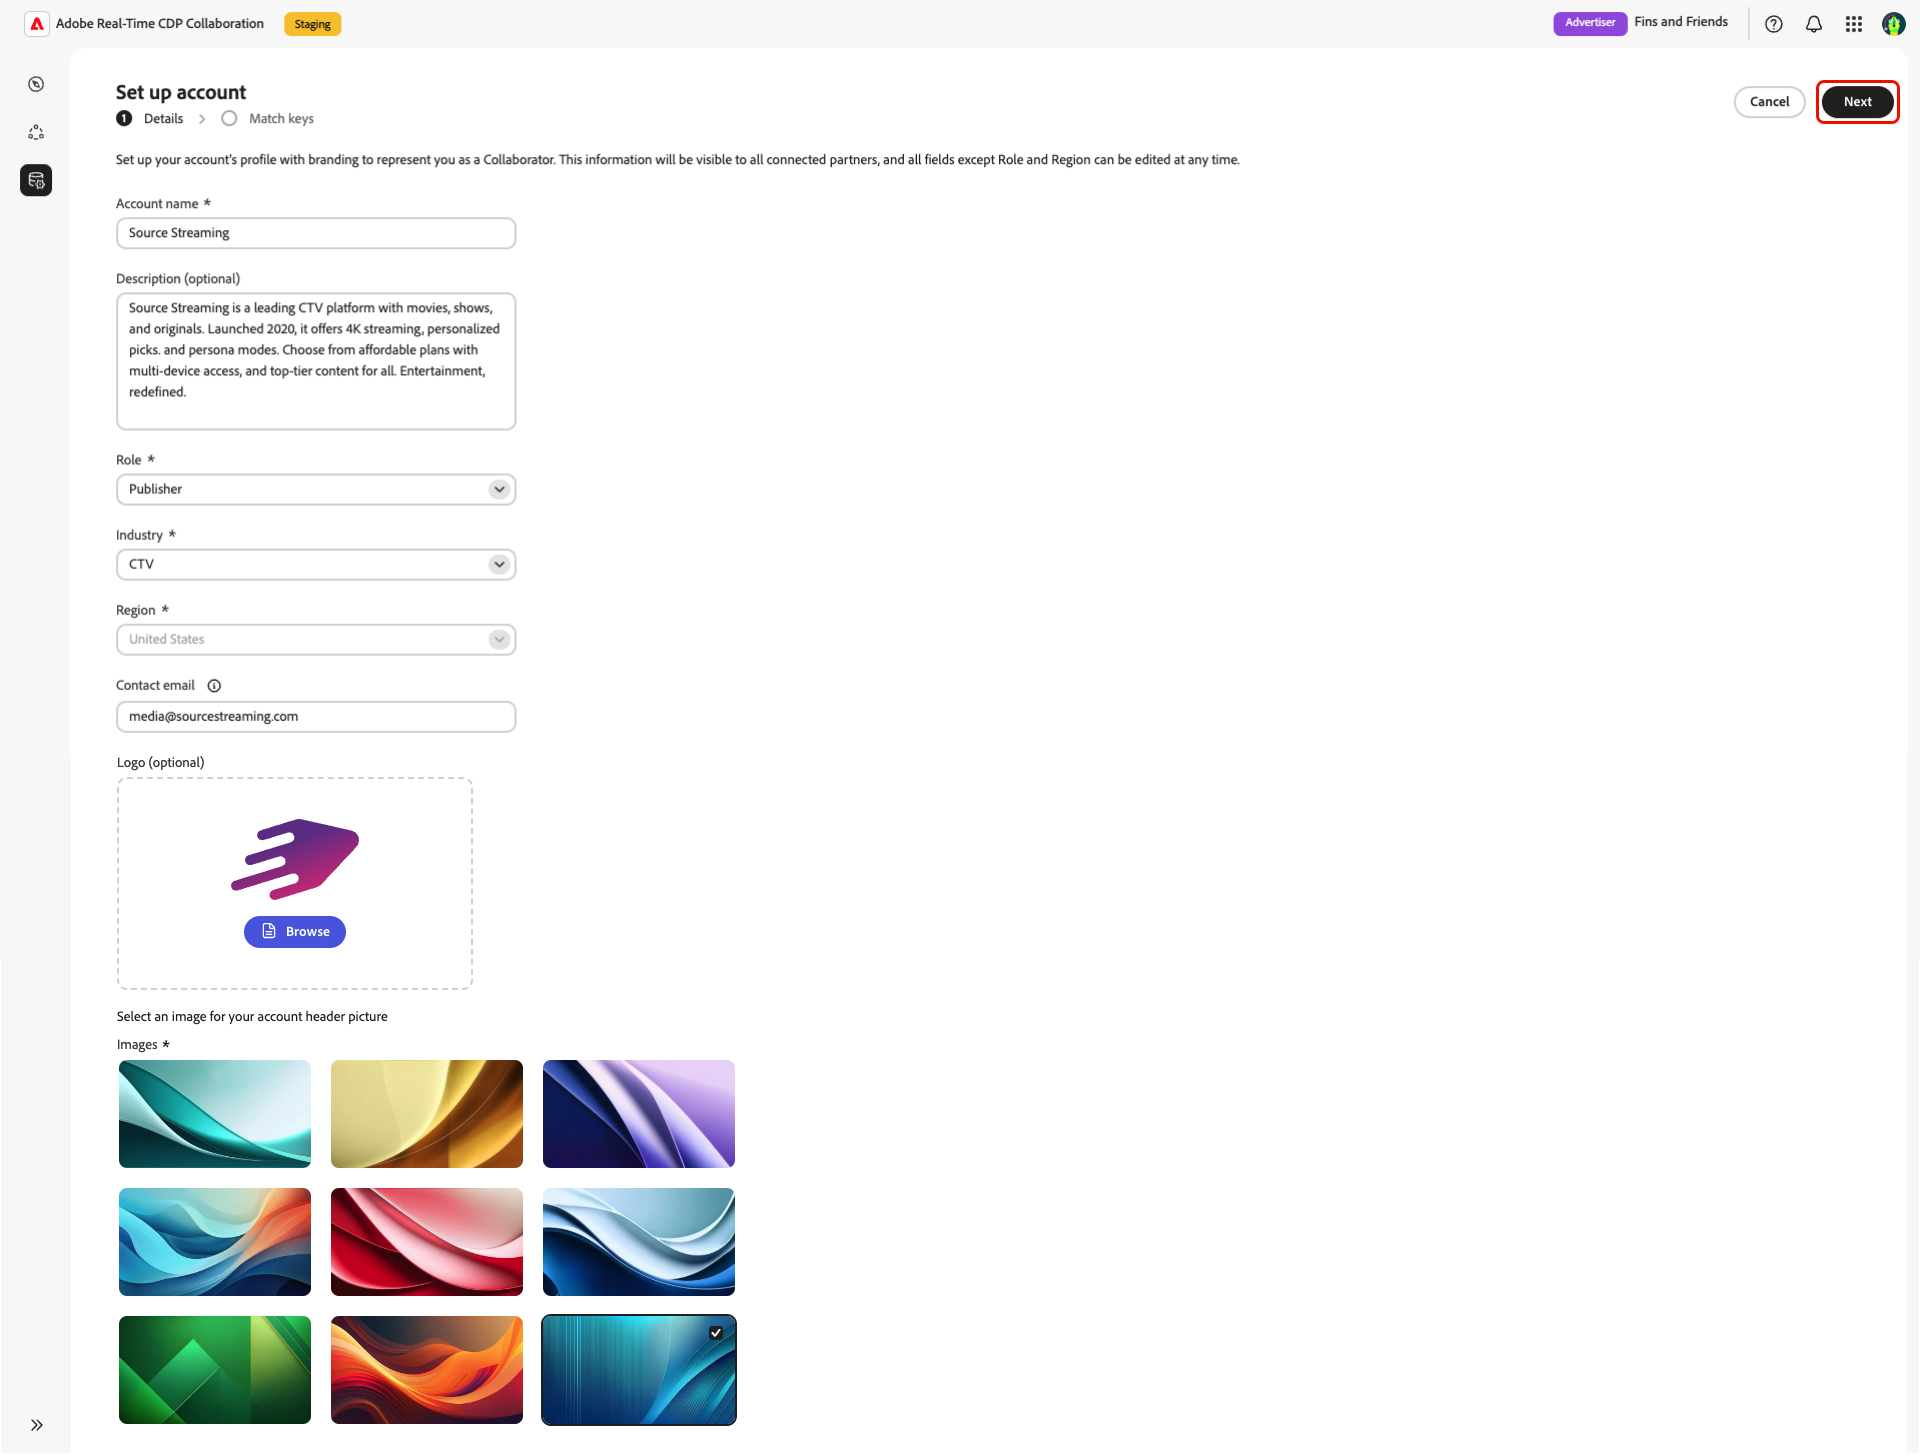 Adobe Real-Time CDP Collaboration
Staging
Advertiser
Fins and Friends
Set up account
1 Details
Match keys
Cancel
Next
Set up your account's profile with branding to represent you as a Collaborator. This information will be visible to all connected partners, and all fields except Role and Region can be edited at any time.
Account name *
Source Streaming
Description (optional)
Source Streaming is a leading CTV platform with movies, shows,
and originals. Launched 2020, it offers 4K streaming, personalized
picks. and persona modes. Choose from affordable plans with
multi-device access, and top-tier content for all. Entertainment,
redefined.
Role *
Publisher
Industry *
CTV
Region *
United States
Contact email
media@sourcestreaming.com
Logo (optional)
Browse
Select an image for your account header picture
Images *